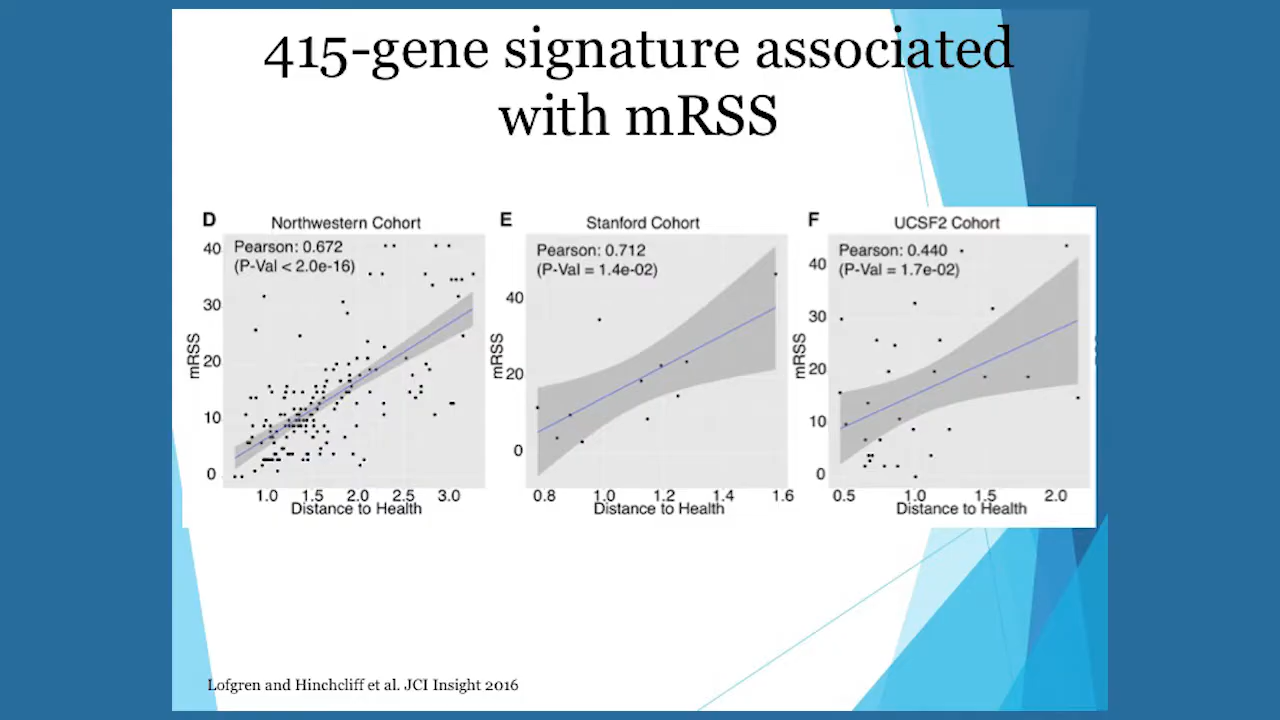 415-gene signature associated
with mRSS
D
Northwestern Cohort
Pearson: 0.672
(P-Val < 2.0e-16)
mRSS
40
30
20
10
0
1.0 1.5 2.0 2.5 3.0
Distance to Health
E
Stanford Cohort
Pearson: 0.712
(P-Val = 1.4e-02)
mRSS
40
20
0
0.8 1.0 1.2 1.4 1.6
Distance to Health
F
UCSF2 Cohort
Pearson: 0.440
(P-Val = 1.7e-02)
mRSS
40
30
20
10
0
0.5 1.0 1.5 2.0
Distance to Health
Lofgren and Hinchcliff et al. JCI Insight 2016